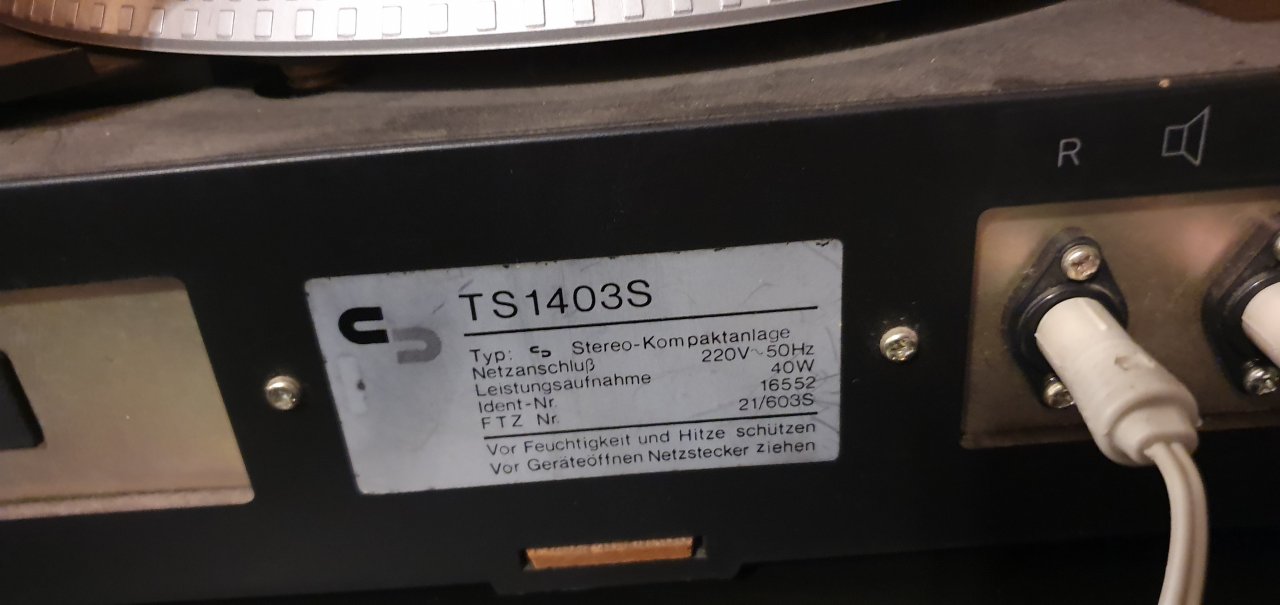 R
TS1403S
Typ: Stereo-Kompaktanlage
Netzanschluß 220V~50Hz
Leistungsaufnahme 40W
Ident-Nr. 16552
FTZ Nr. 21/603S
Vor Feuchtigkeit und Hitze schützen
Vor Geräteöffnen Netzstecker ziehen